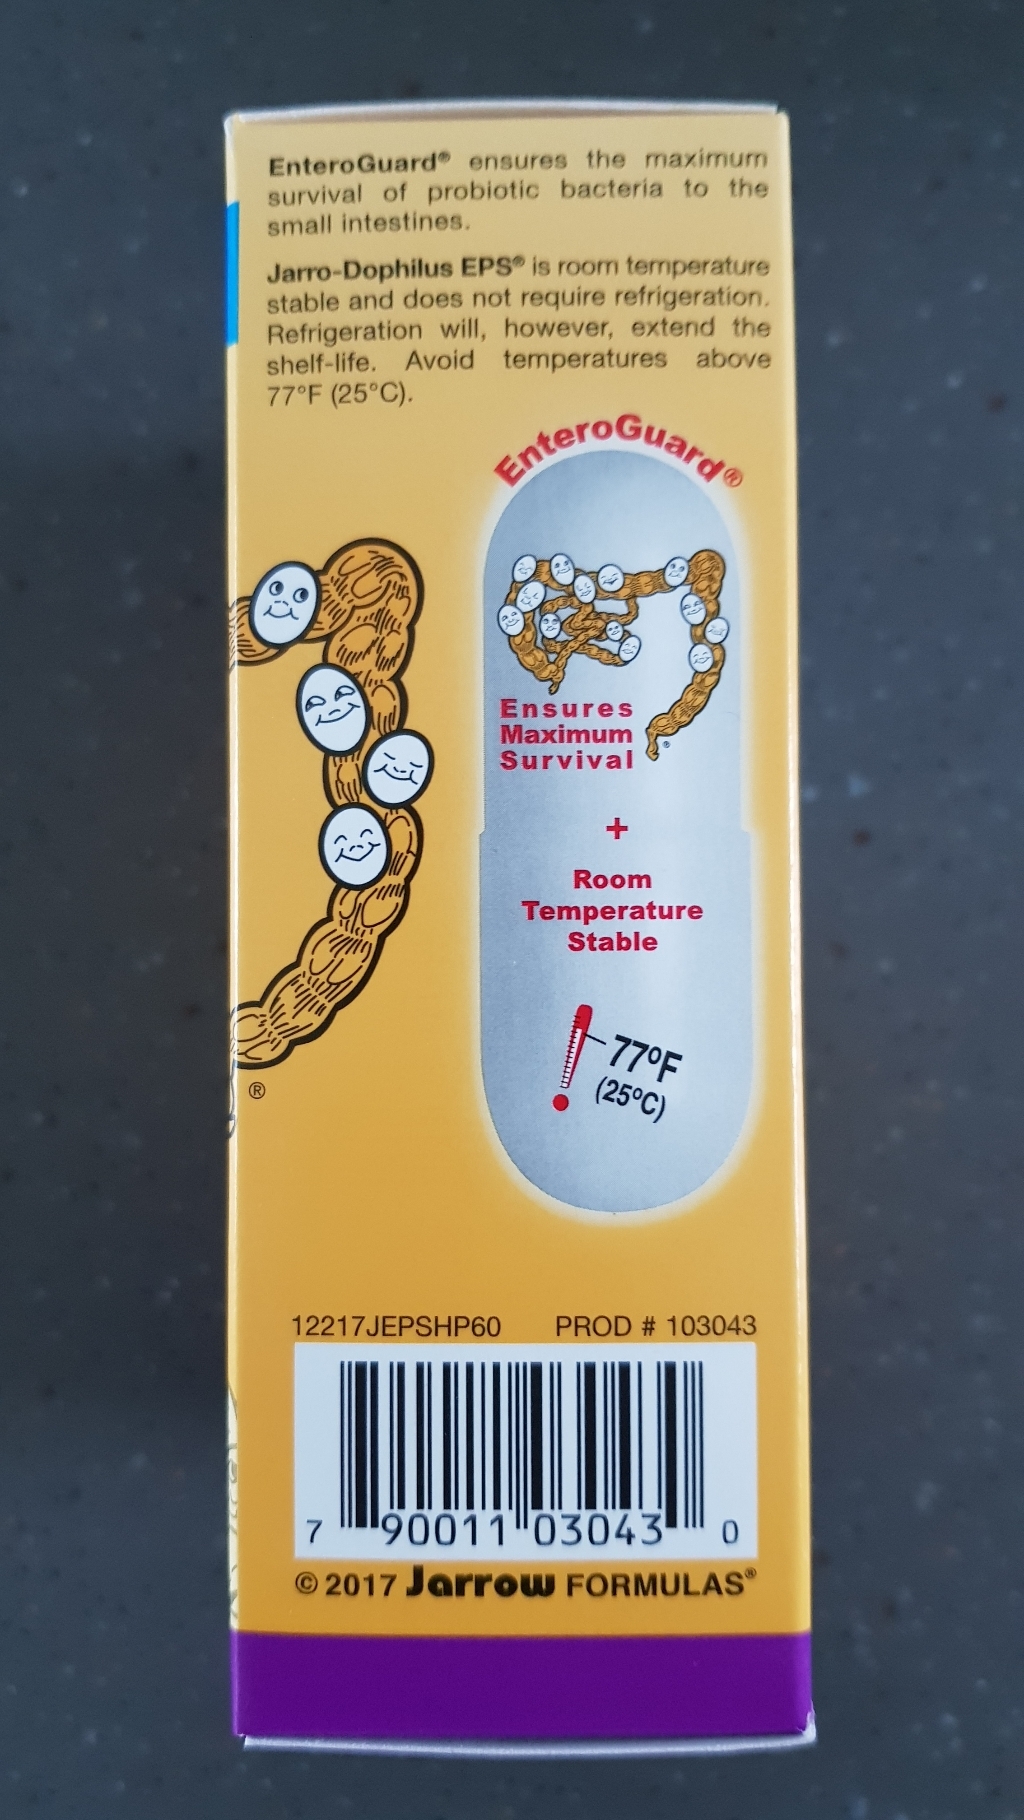 EnteroGuard® ensures the maximum
survival of probiotic bacteria to the
small intestines.
Jarro-Dophilus EPS® is room temperature
stable and does not require refrigeration.
Refrigeration will, however, extend the
shelf-life. Avoid temperatures above
77°F (25°C).
EnteroGuard®
Ensures
Maximum
Survival
®
+
Room
Temperature
Stable
77°F
(25°C)
®
12217JEPSHP60 PROD # 103043
7 90011 03043 0
© 2017 Jarrow FORMULAS®